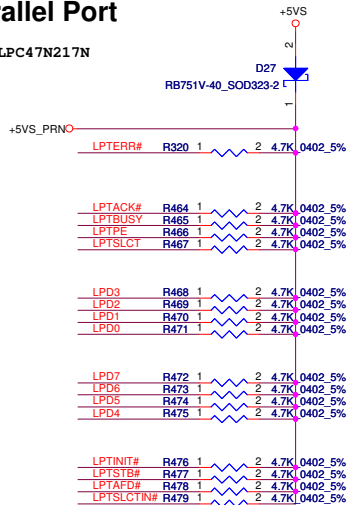 rallel Port
LPC47N217N
+5VS
2
D27
RB751V-40_SOD323-2
1
+5VS_PRN
LPTERR# R320 1 2 4.7K 0402_5%
LPTACK# R464 1 2 4.7K 0402_5%
LPTBUSY R465 1 2 4.7K 0402_5%
LPTPE R466 1 2 4.7K 0402_5%
LPTSLCT R467 1 2 4.7K 0402_5%
LPD3 R468 1 2 4.7K 0402_5%
LPD2 R469 1 2 4.7K 0402_5%
LPD1 R470 1 2 4.7K 0402_5%
LPD0 R471 1 2 4.7K 0402_5%
LPD7 R472 1 2 4.7K 0402_5%
LPD6 R473 1 2 4.7K 0402_5%
LPD5 R474 1 2 4.7K 0402_5%
LPD4 R475 1 2 4.7K 0402_5%
LPTINIT# R476 1 2 4.7K 0402_5%
LPTSTB# R477 1 2 4.7K 0402_5%
LPTAFD# R478 1 2 4.7K 0402_5%
LPTSLCTIN# R479 1 2 4.7K 0402_5%